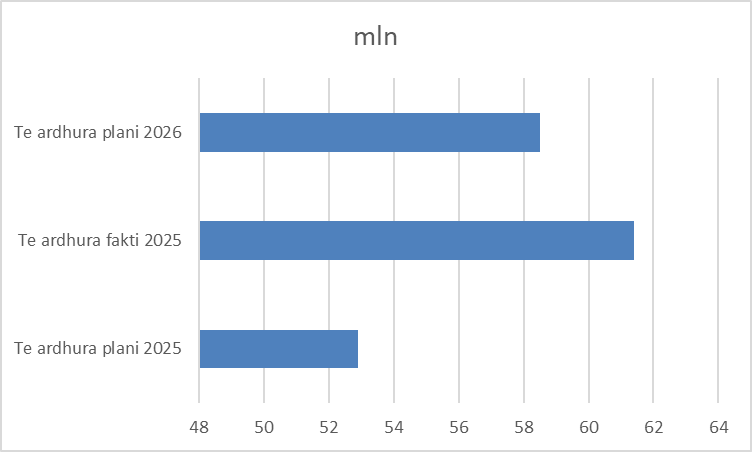 mln
Te ardhura plani 2026
Te ardhura fakti 2025
Te ardhura plani 2025
48 50 52 54 56 58 60 62 64